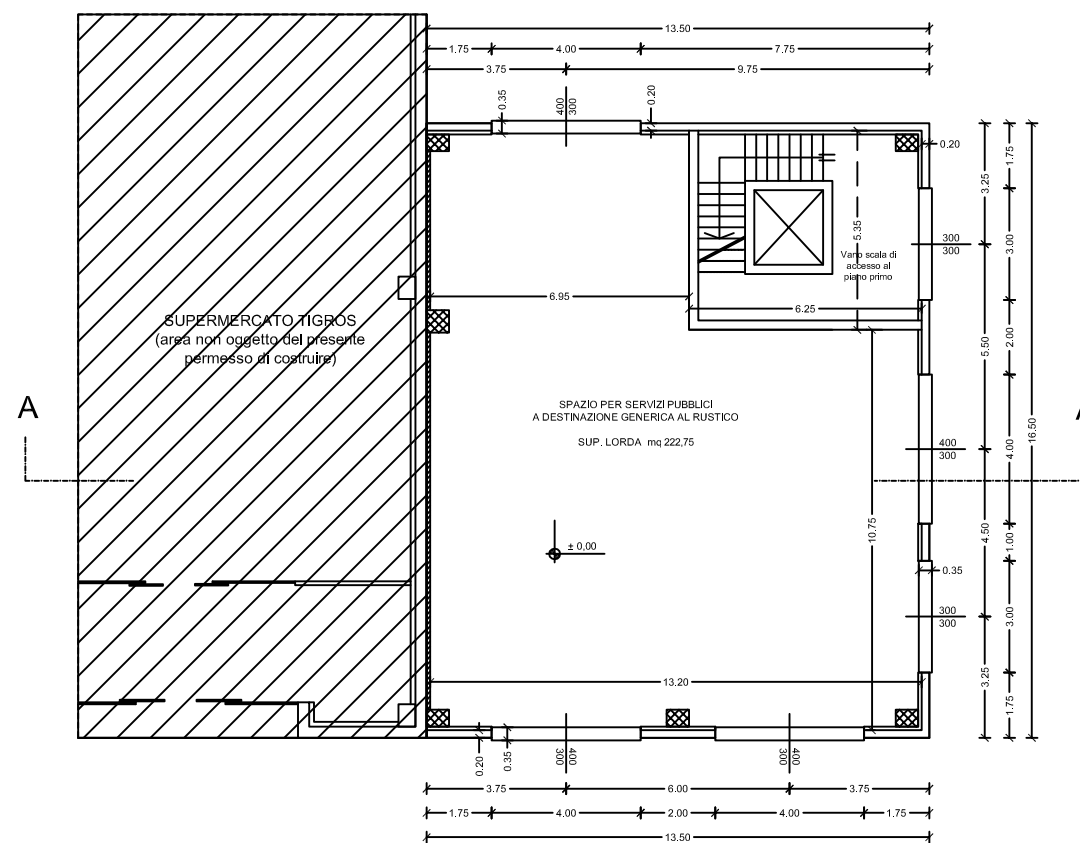 13.50
1.75 4.00 7.75
3.75 9.75
0.35 400 300 0.20
0.20
1.75
3.25
5.35
3.00
300
300
Vano scala di
accesso al
piano primo
6.95
6.25
SUPERMERCATO TIGROS
(area non oggetto del presente
permesso di costruire)
2.00
5.50
SPAZIO PER SERVIZI PUBBLICI
A DESTINAZIONE GENERICA AL RUSTICO
SUP. LORDA mq 222,75
A
A
4.00
16.50
400
300
10.75
4.50
1.00
± 0,00
0.35
300
300
3.00
3.25
13.20
1.75
0.20 0.35 400 300 400 300
3.75 6.00 3.75
1.75 4.00 2.00 4.00 1.75
13.50